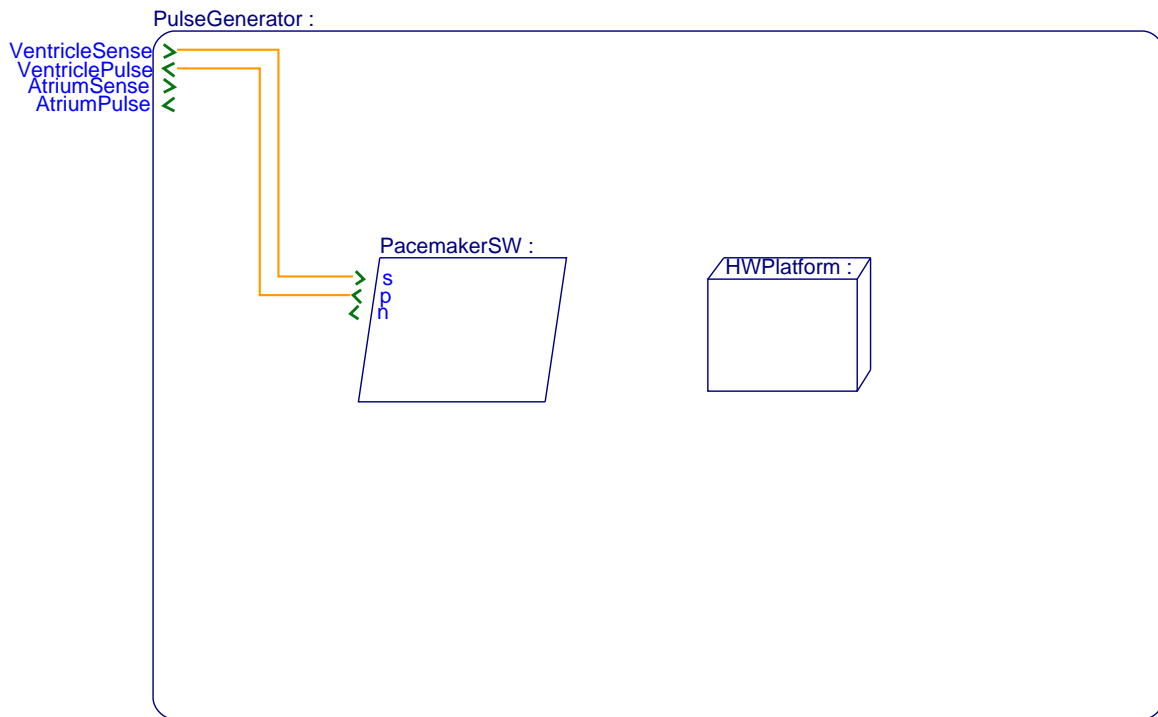 PulseGenerator :
VentricleSense
VentriclePulse
AtriumSense
AtriumPulse
PacemakerSW :
s
p
n
HWPlatform :